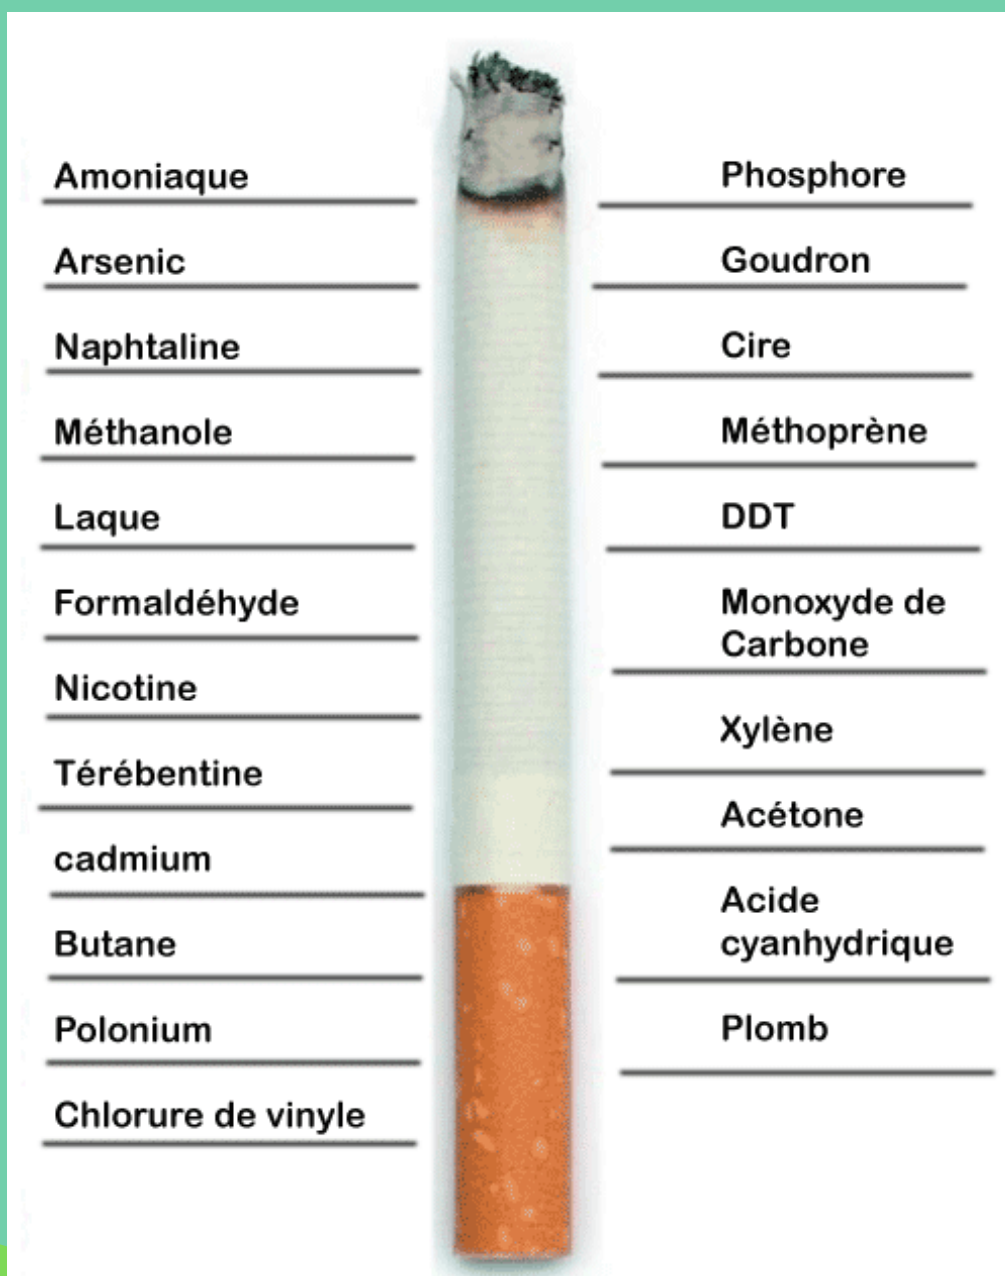 Amoniaque
Arsenic
Naphtaline
Méthanole
Laque
Formaldéhyde
Nicotine
Térébentine
cadmium
Butane
Polonium
Chlorure de vinyle
Phosphore
Goudron
Cire
Méthoprène
DDT
Monoxyde de
Carbone
Xylène
Acétone
Acide
cyanhydrique
Plomb